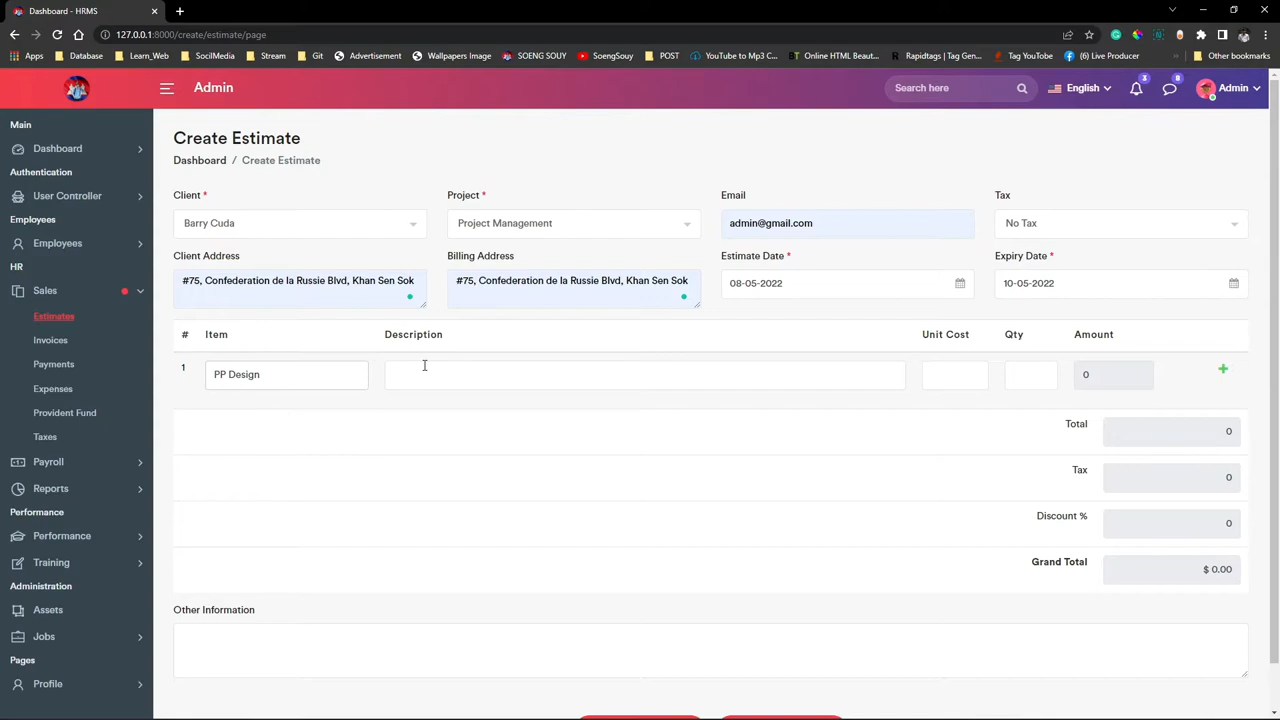 Dashboard - HRMS
127.0.0.1:8000/create/estimate/page
Apps Database Learn_Web SocilMedia Stream Git Advertisement Wallpapers Image SOENG SOUY SoengSouy POST YouTube to Mp3 C... Online HTML Beaut... Rapidtags | Tag Gen... Tag YouTube (1) Live Producer Other bookmarks
Admin
Search here
English
3
8
Admin
Main
Dashboard
Authentication
User Controller
Employees
Employees
HR
Sales
Estimates
Invoices
Payments
Expenses
Provident Fund
Taxes
Payroll
Reports
Performance
Performance
Training
Administration
Assets
Jobs
Pages
Profile
Create Estimate
Dashboard / Create Estimate
Client * Project * Email Tax
Barry Cuda Project Management admin@gmail.com No Tax
Client Address Billing Address Estimate Date * Expiry Date *
#75, Confederation de la Russie Blvd, Khan Sen Sok #75, Confederation de la Russie Blvd, Khan Sen Sok 08-05-2022 10-05-2022
# Item Description Unit Cost Qty Amount
1 PP Design 0 +
Total 0
Tax 0
Discount % 0
Grand Total $ 0.00
Other Information